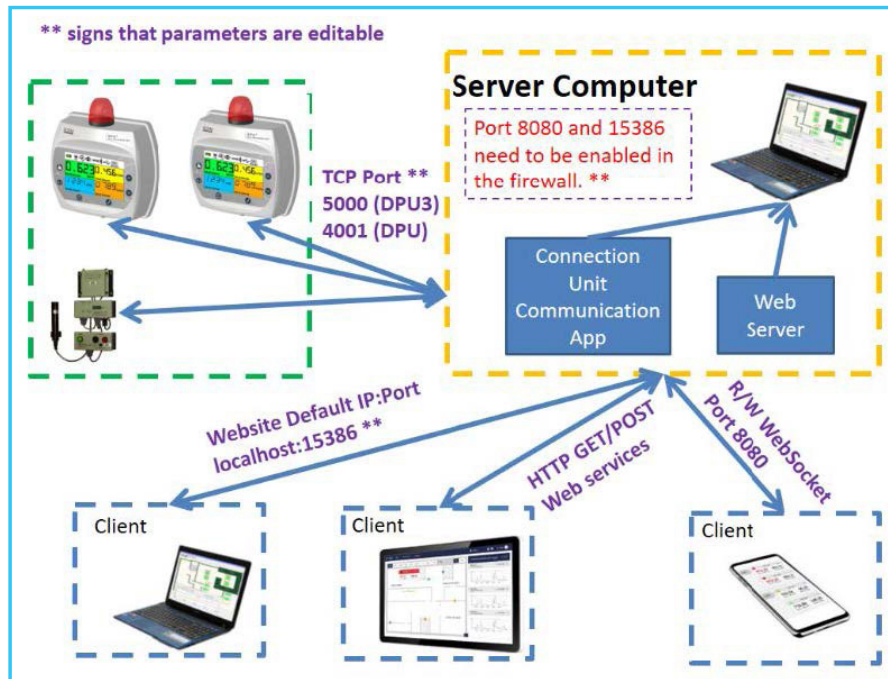 ** signs that parameters are editable
Server Computer
Port 8080 and 15386
need to be enabled in
the firewall. **
TCP Port **
5000 (DPU3)
4001 (DPU)
0.623
Connection
Unit
Communication
App
Web
Server
Website Default IP:Port
localhost:15386 **
HTTP GET/POST
Web services
R/W WebSocket
Port 8080
Client
Client
Client